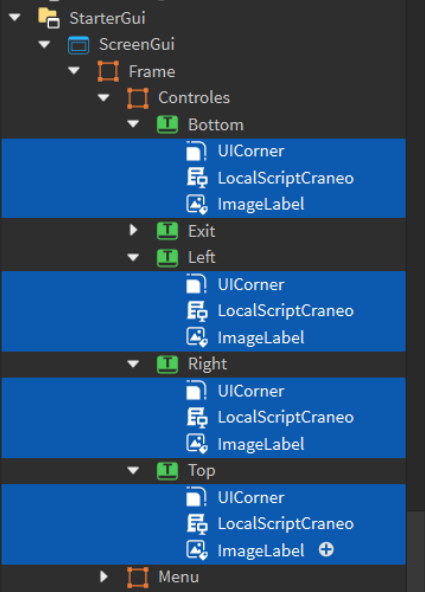 StarterGui
ScreenGui
Frame
Controles
Bottom
UICorner
LocalScriptCraneo
ImageLabel
Exit
Left
UICorner
LocalScriptCraneo
ImageLabel
Right
UICorner
LocalScriptCraneo
ImageLabel
Top
UICorner
LocalScriptCraneo
ImageLabel
Menu